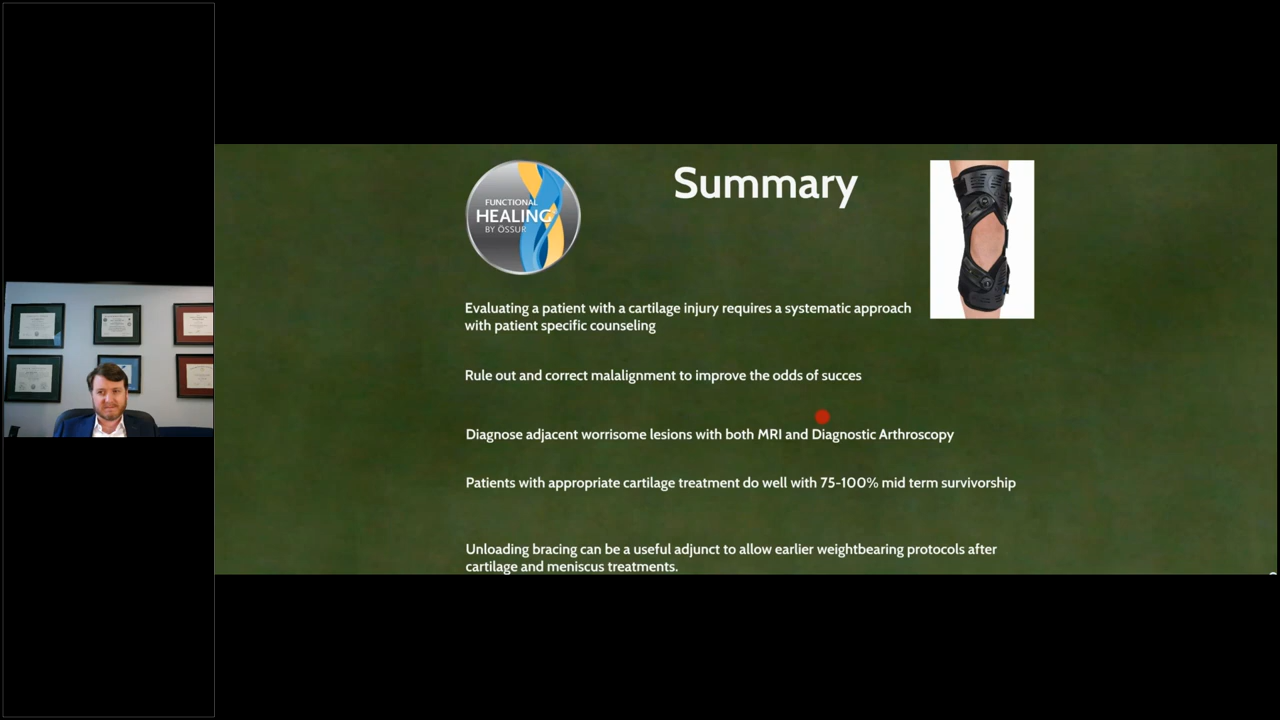 Summary
FUNCTIONAL
HEALING
BY ÖSSUR
Evaluating a patient with a cartilage injury requires a systematic approach
with patient specific counseling
Rule out and correct malalignment to improve the odds of succes
Diagnose adjacent worrisome lesions with both MRI and Diagnostic Arthroscopy
Patients with appropriate cartilage treatment do well with 75-100% mid term survivorship
Unloading bracing can be a useful adjunct to allow earlier weightbearing protocols after
cartilage and meniscus treatments.